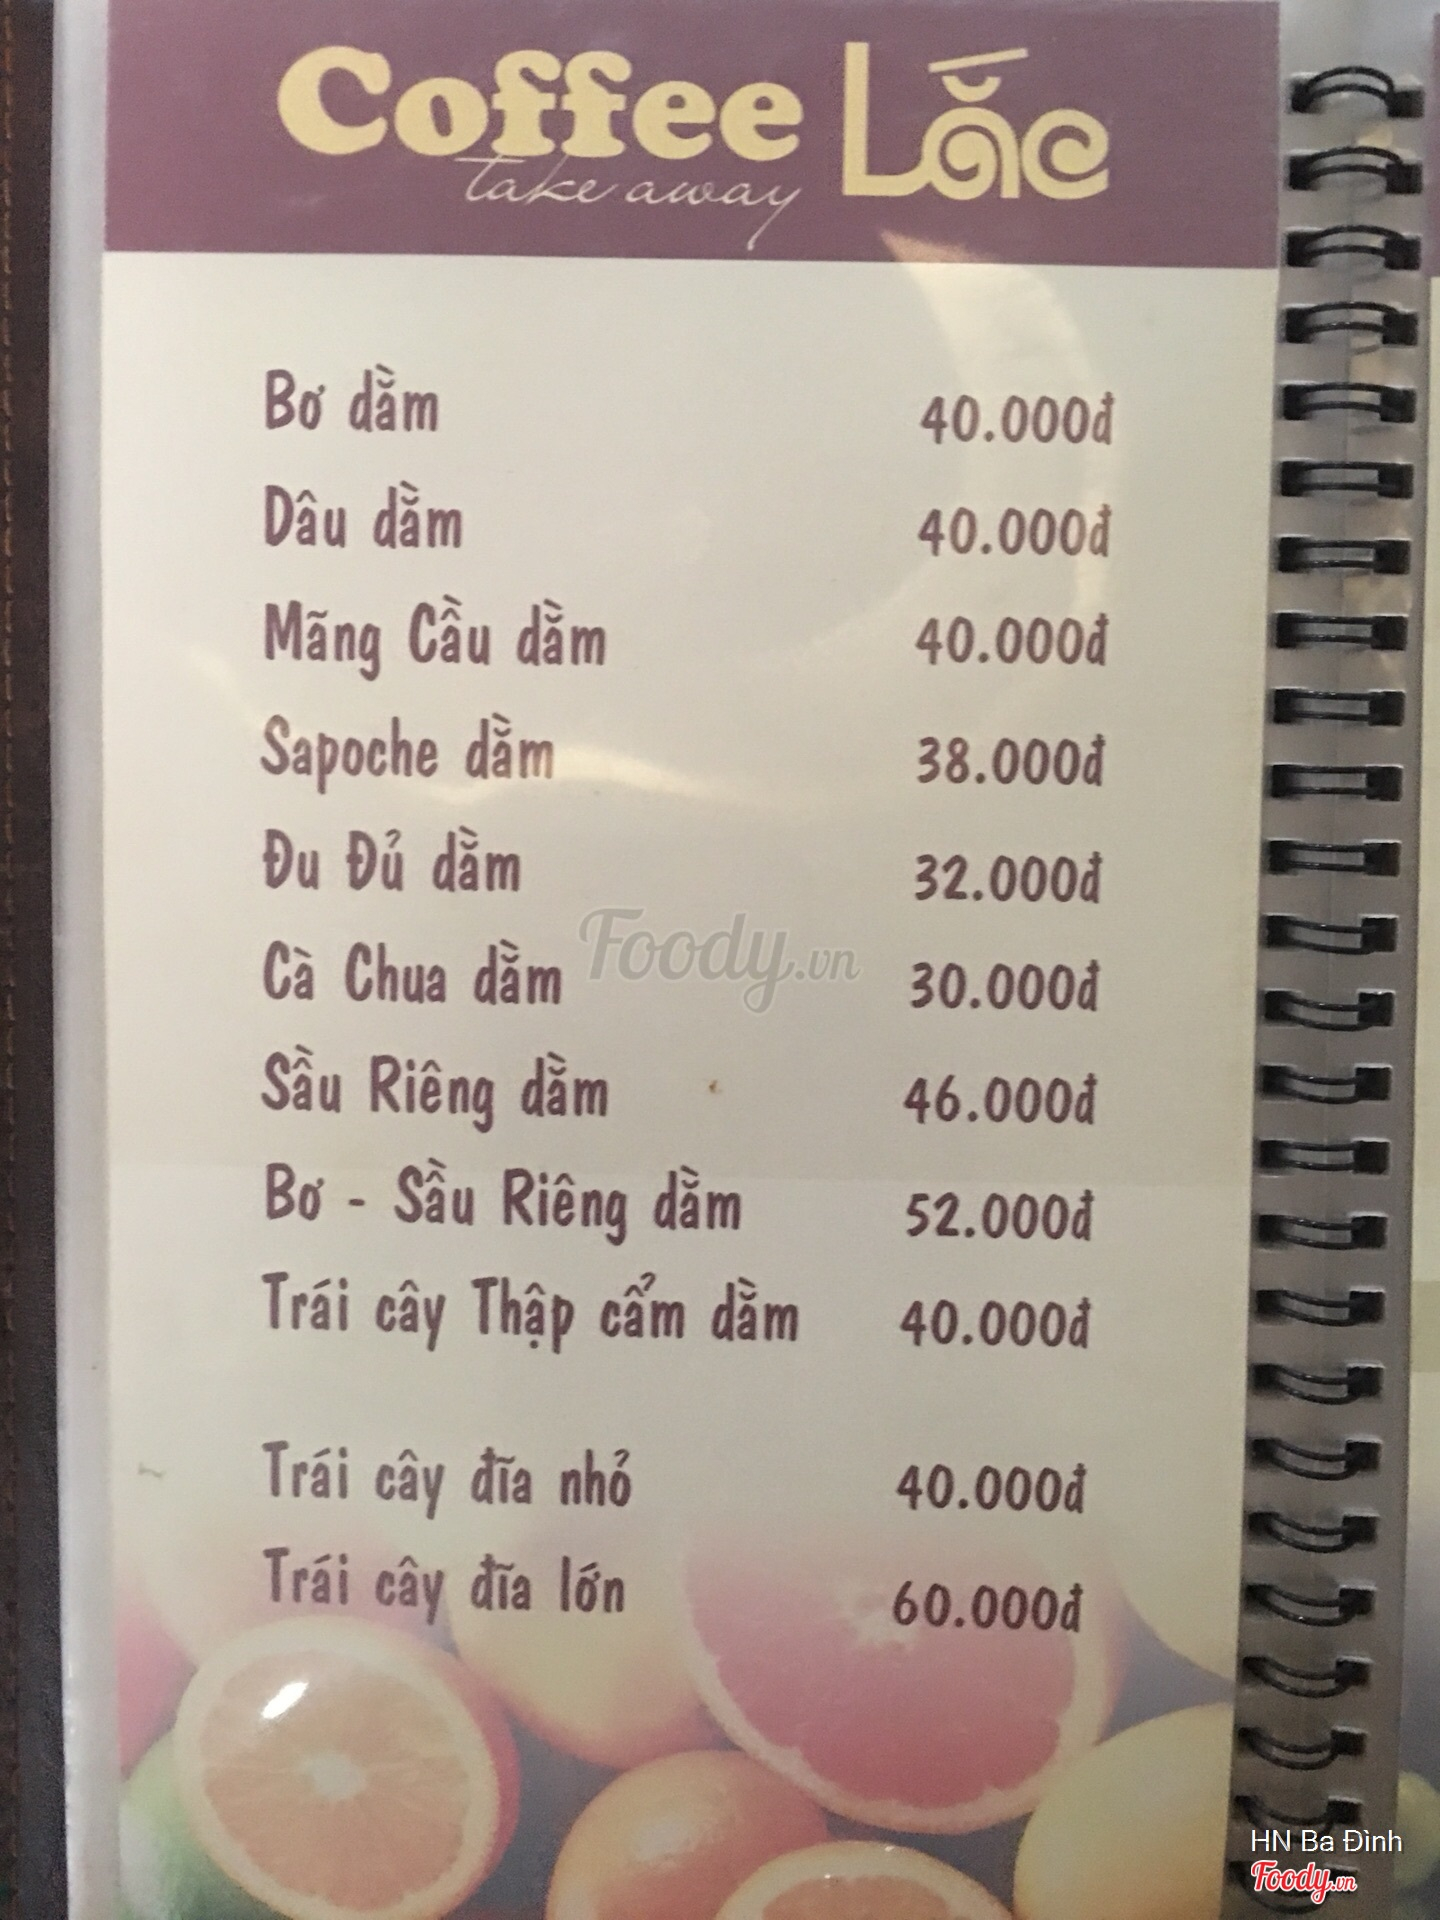 Coffee Lắc
take away
Bơ dằm 40.000đ
Dâu dằm 40.000đ
Mãng Cầu dằm 40.000đ
Sapoche dằm 38.000đ
Đu Đủ dằm 32.000đ
Cà Chua dằm 30.000đ
Foody.vn
Sầu Riêng dằm 46.000đ
Bơ - Sầu Riêng dằm 52.000đ
Trái cây Thập cẩm dằm 40.000đ
Trái cây đĩa nhỏ 40.000đ
Trái cây đĩa lớn 60.000đ
HN Ba Đình
Foody.vn